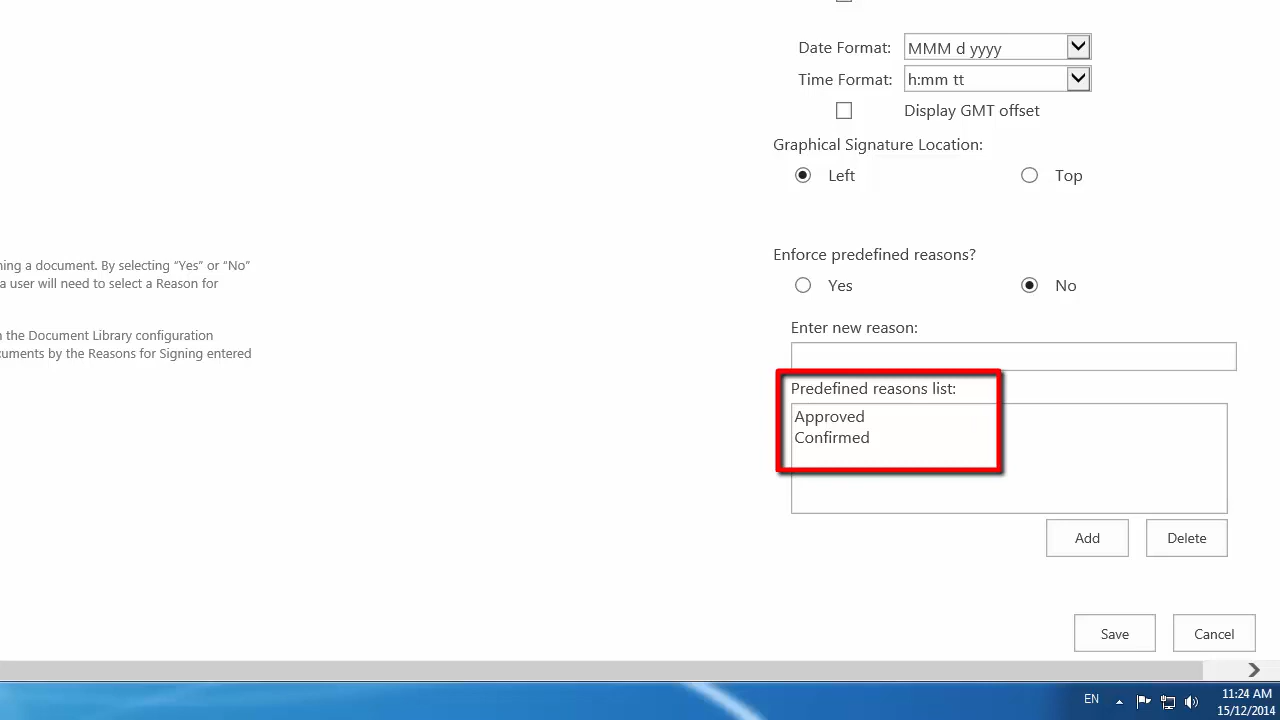 Date Format: MMM d yyyy
Time Format: h:mm tt
Display GMT offset
Graphical Signature Location:
Left Top
Enforce predefined reasons?
ning a document. By selecting “Yes” or “No”
Yes No
a user will need to select a Reason for
Enter new reason:
n the Document Library configuration
cuments by the Reasons for Signing entered
Predefined reasons list:
Approved
Confirmed
Add Delete
Save Cancel
EN 11:24 AM
15/12/2014